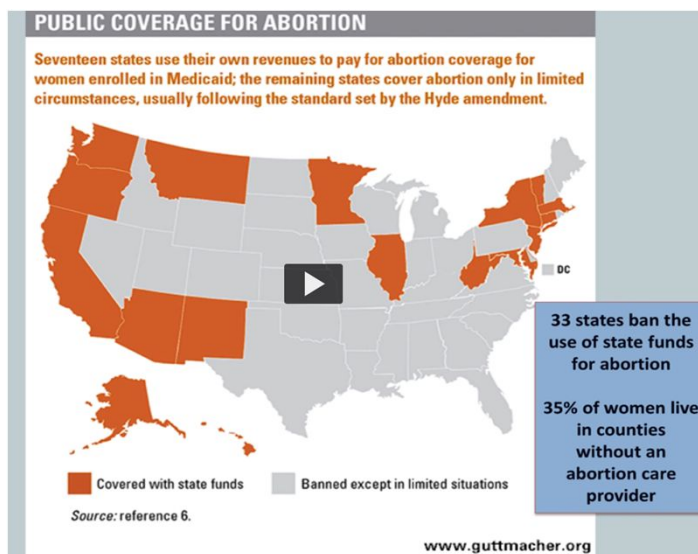 PUBLIC COVERAGE FOR ABORTION
Seventeen states use their own revenues to pay for abortion coverage for
women enrolled in Medicaid; the remaining states cover abortion only in limited
circumstances, usually following the standard set by the Hyde amendment.
DC
33 states ban the
use of state funds
for abortion
35% of women live
in counties
without an
abortion care
provider
Covered with state funds
Banned except in limited situations
Source: reference 6.
www.guttmacher.org